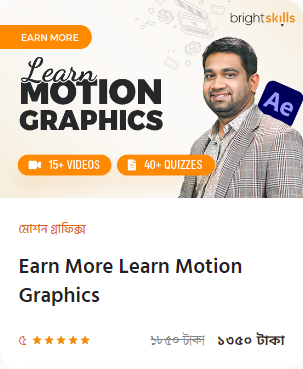 brightskills
EARN MORE
Learn
MOTION
GRAPHICS
Ae
15+ VIDEOS
40+ QUIZZES
মোশন গ্রাফিক্স
Earn More Learn Motion
Graphics
৫ ১৮৫০ টাকা ১৩৫০ টাকা